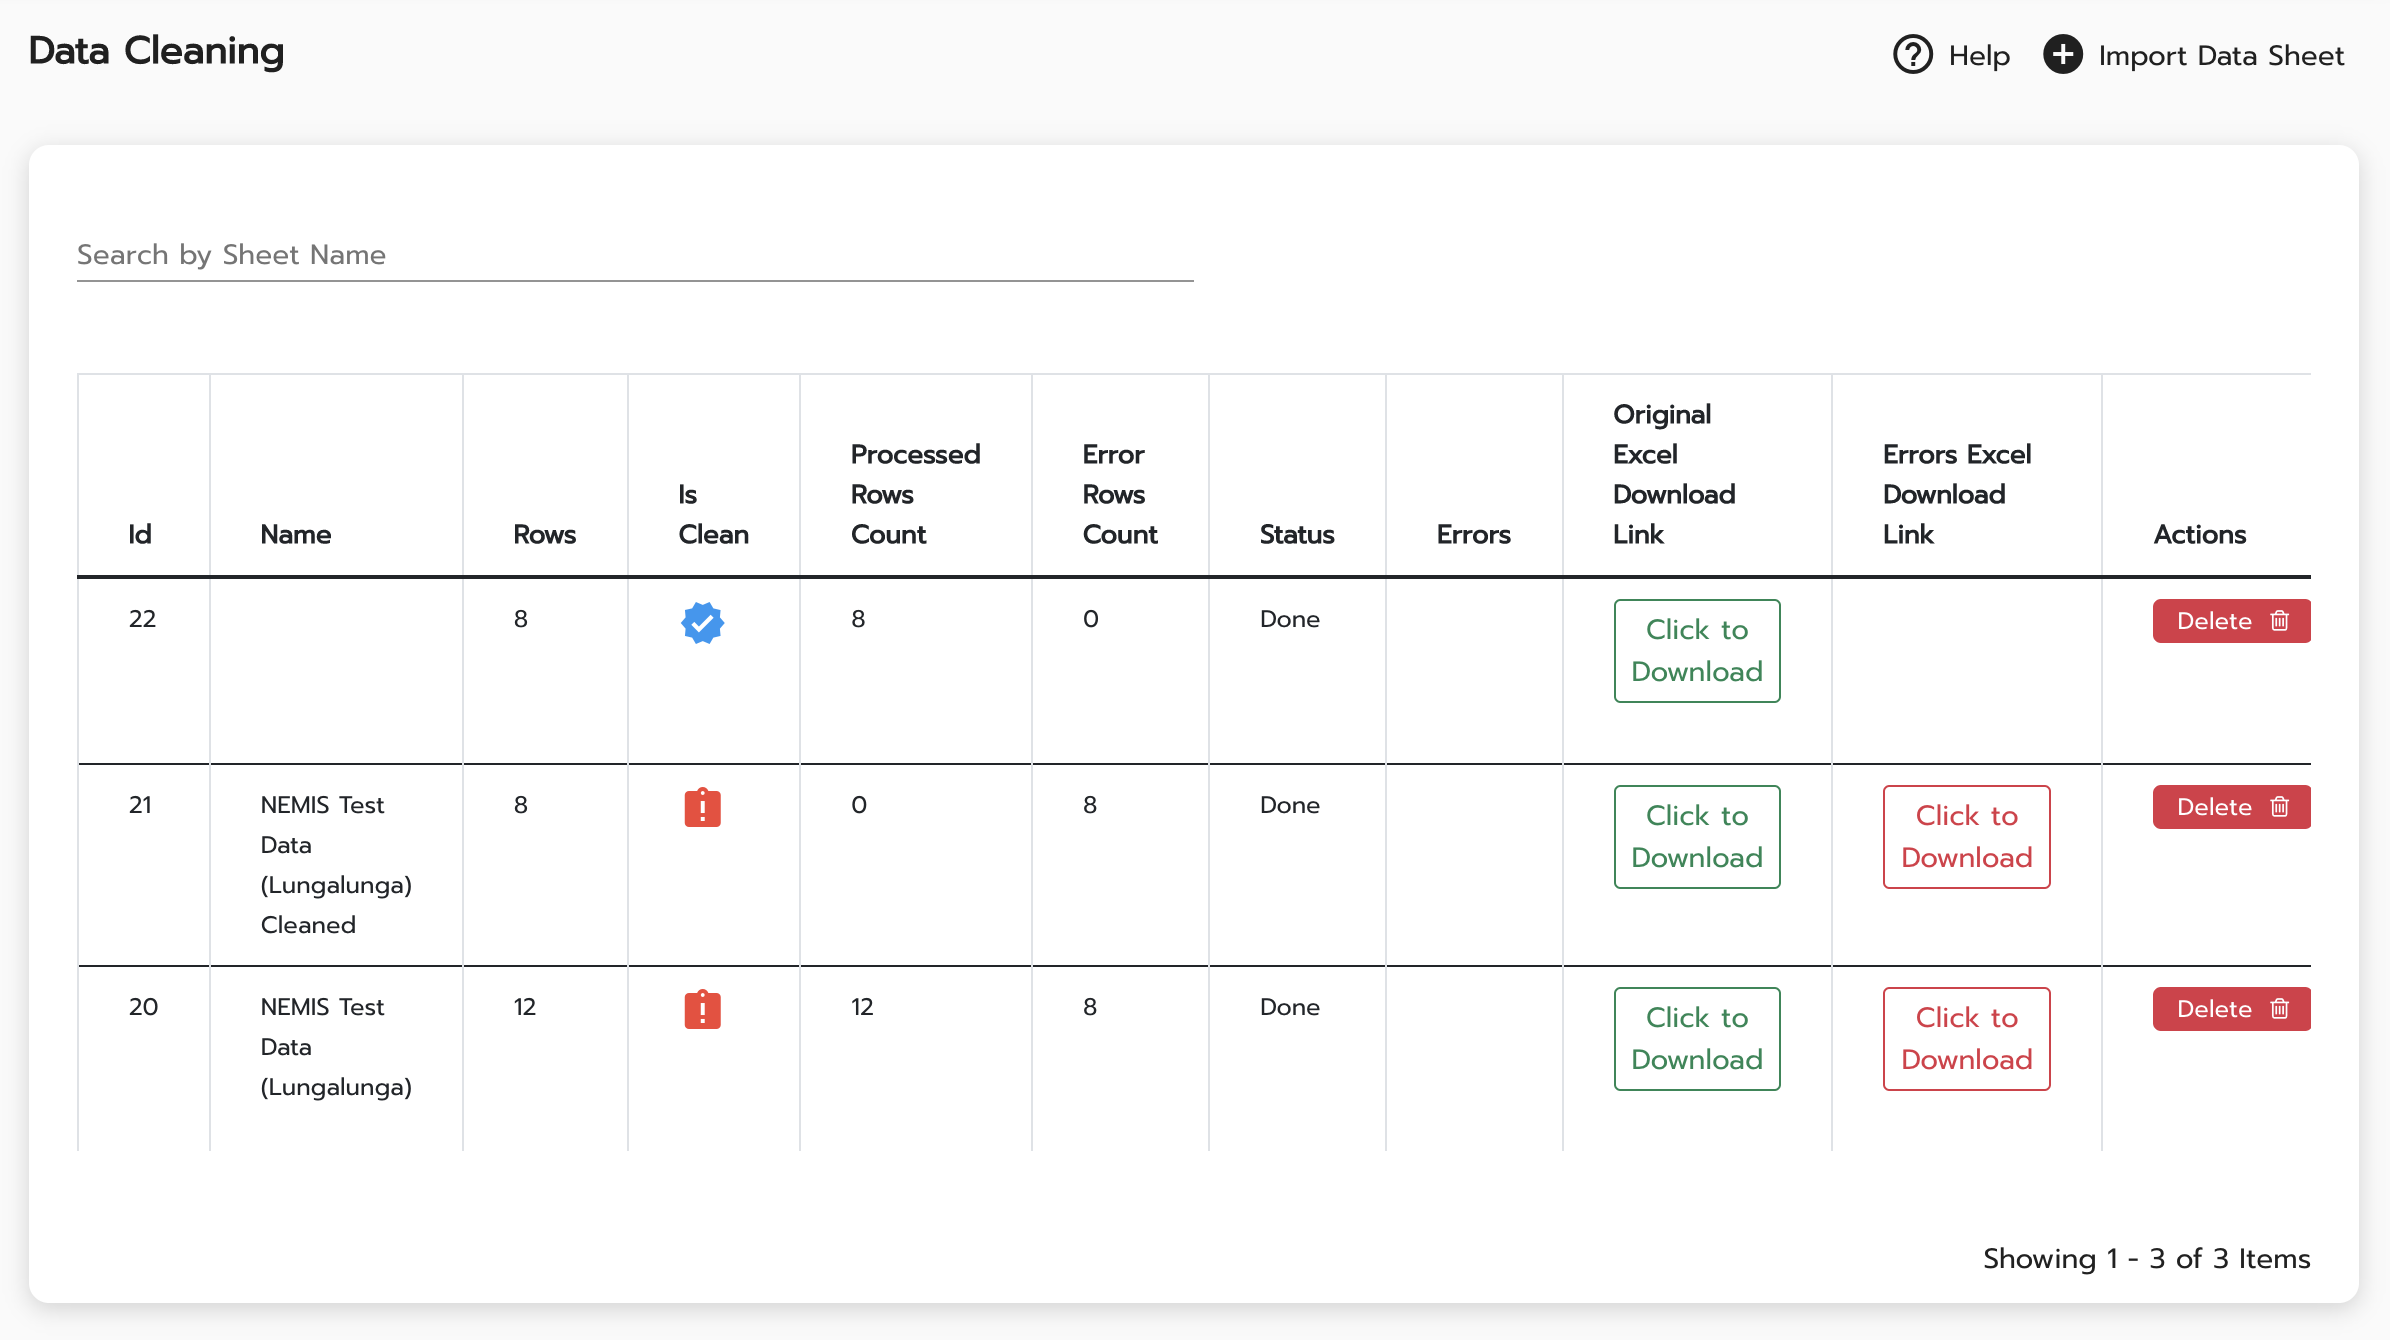 Data Cleaning
Help
Import Data Sheet
Search by Sheet Name
Id
Name
Rows
Is
Clean
Processed
Rows
Count
Error
Rows
Count
Status
Errors
Original
Excel
Download
Link
Errors Excel
Download
Link
Actions
22
8
8
0
Done
Click to
Download
Delete
21
NEMIS Test
Data
(Lungalunga)
Cleaned
8
0
8
Done
Click to
Download
Click to
Download
Delete
20
NEMIS Test
Data
(Lungalunga)
12
12
8
Done
Click to
Download
Click to
Download
Delete
Showing 1 - 3 of 3 Items